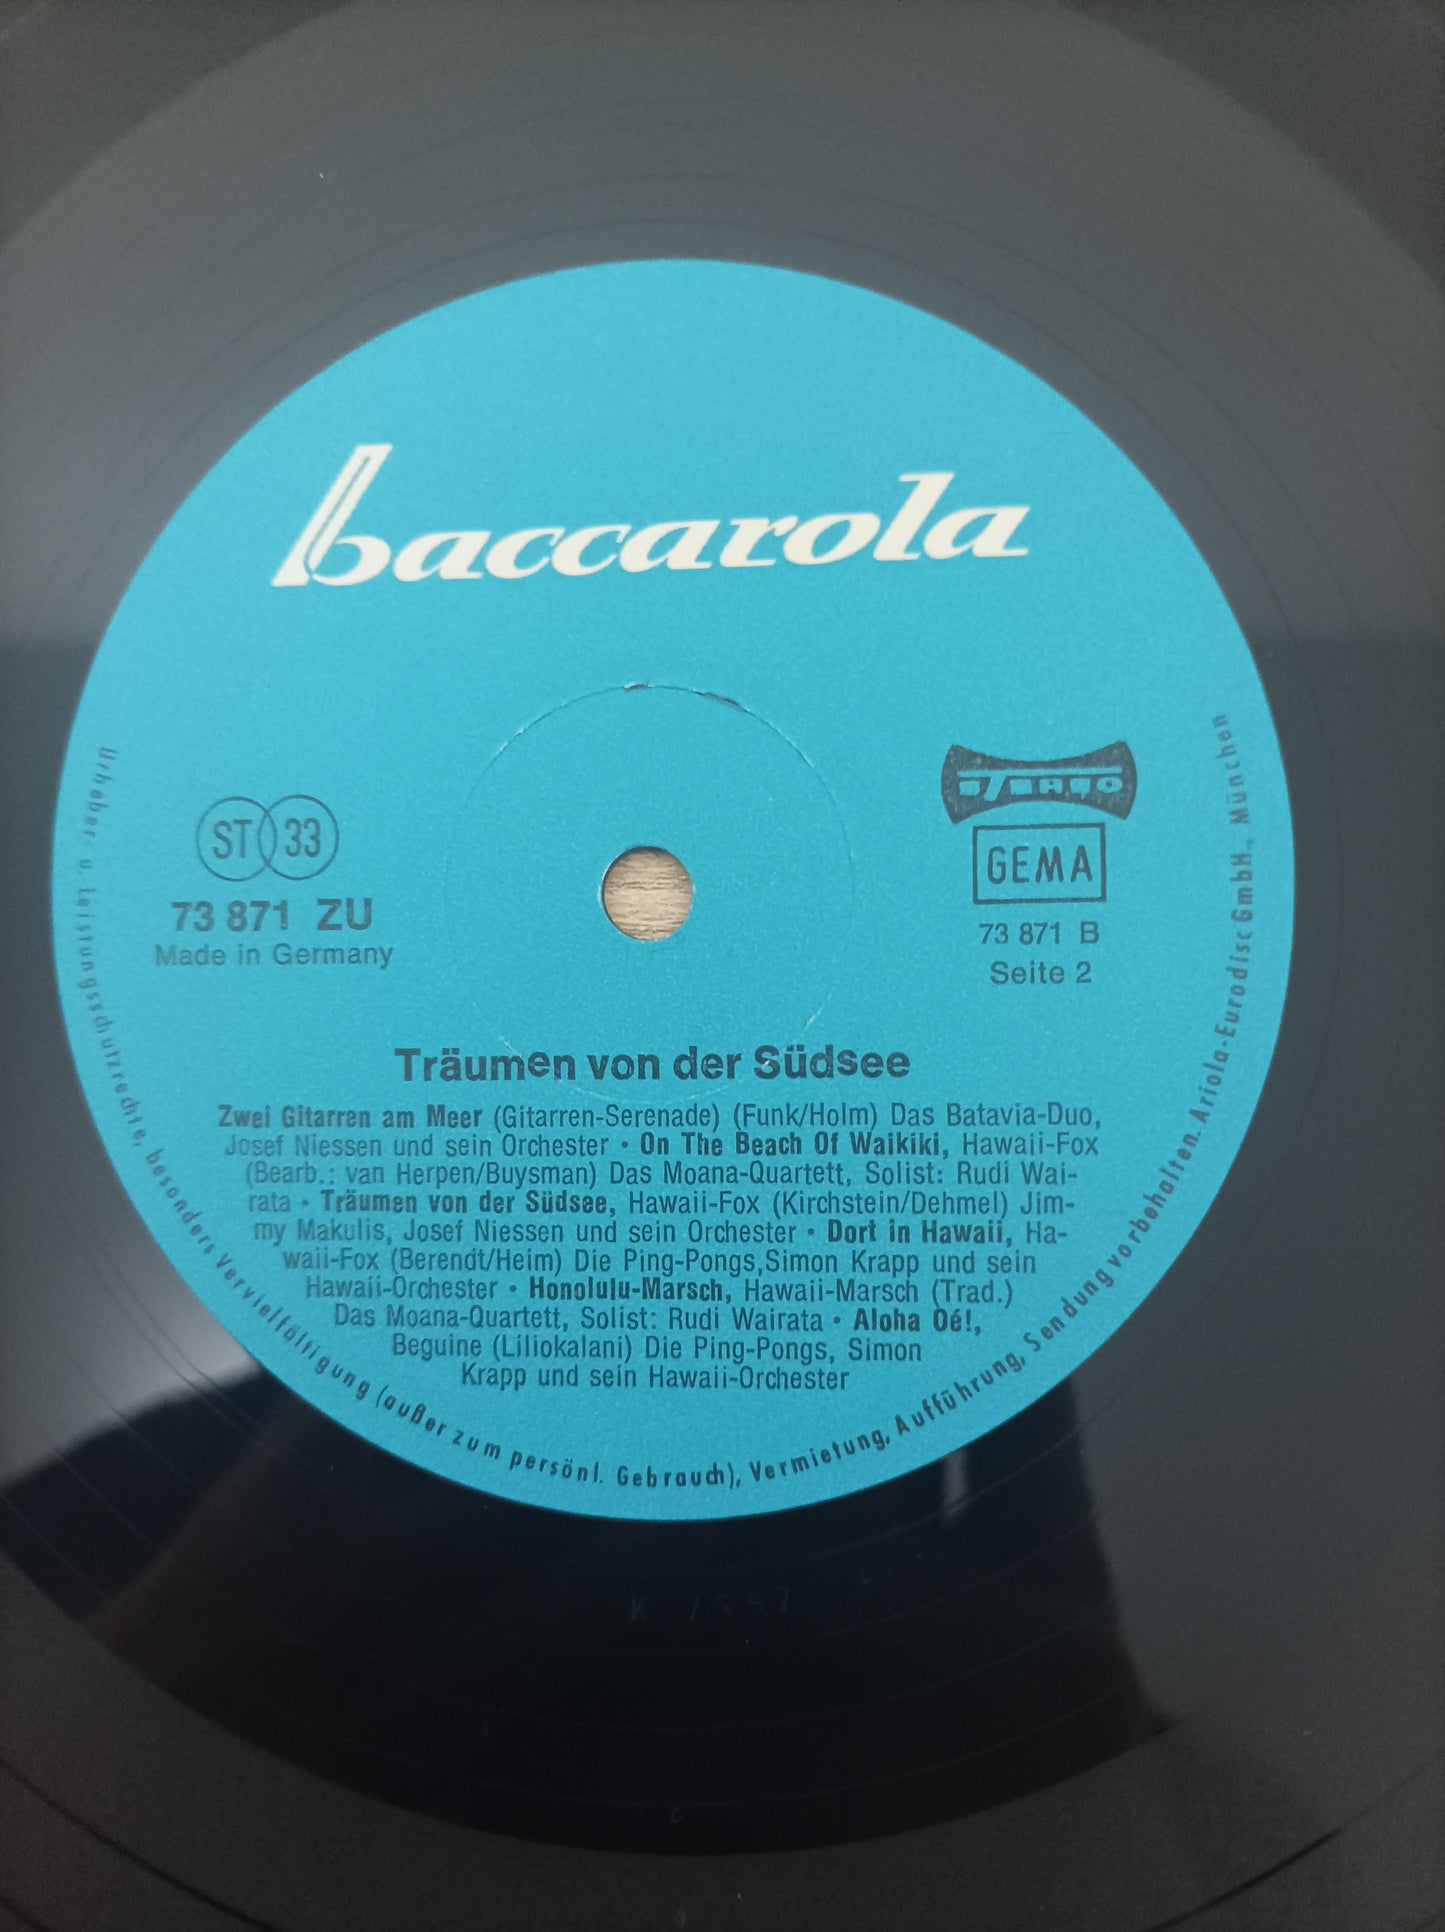 baccarola
STEREO
ST 33
GEMA
73 871 ZU
73 871 B
Made in Germany
Seite 2
Träumen von der Südsee
Zwei Gitarren am Meer (Gitarren-Serenade) (Funk/Holm) Das Batavia-Duo,
Josef Niessen und sein Orchester · On The Beach Of Waikiki, Hawaii-Fox
(Bearb.: van Herpen/Buysman) Das Moana-Quartett, Solist: Rudi Wai-
rata · Träumen von der Südsee, Hawaii-Fox (Kirchstein/Dehmel) Jim-
my Makulis, Josef Niessen und sein Orchester · Dort in Hawaii, Ha-
waii-Fox (Berendt/Heim) Die Ping-Pongs,Simon Krapp und sein
Hawaii-Orchester · Honolulu-Marsch, Hawaii-Marsch (Trad.)
Das Moana-Quartett, Solist: Rudi Wairata · Aloha Oé!,
Beguine (Liliokalani) Die Ping-Pongs, Simon
Krapp und sein Hawaii-Orchester
Urheber- u. Leistungsschutzrechte, besonders Vervielfältigung (außer zum persönl. Gebrauch), Vermietung, Aufführung, Sendung vorbehalten. Ariola-Eurodisc GmbH., München